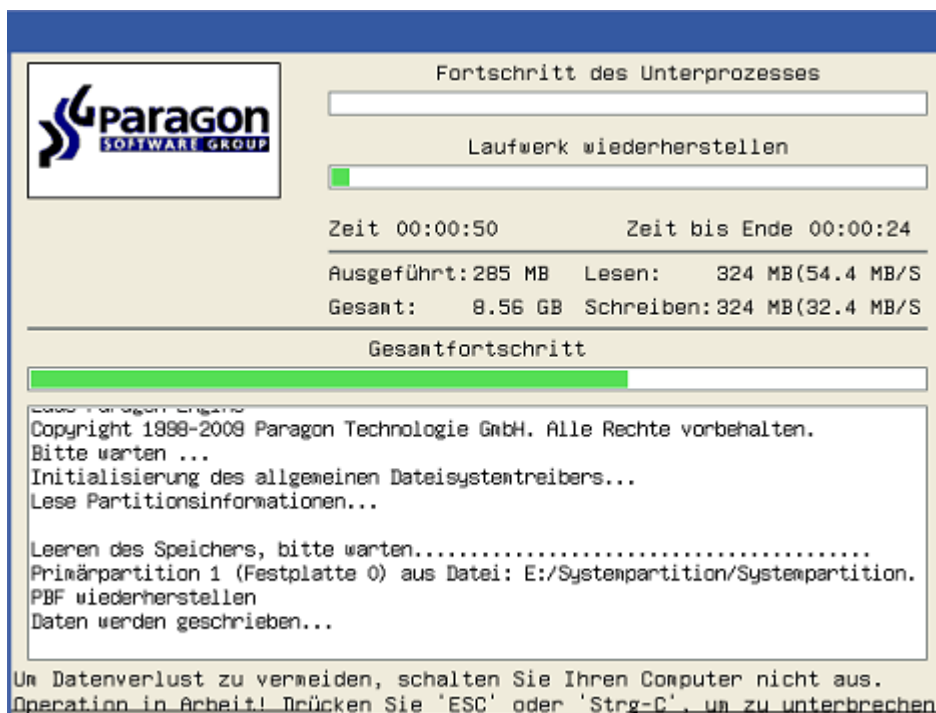 Fortschritt des Unterprozesses
Paragon
SOFTWARE GROUP
Laufwerk wiederherstellen
Zeit 00:00:50 Zeit bis Ende 00:00:24
Ausgeführt: 285 MB Lesen: 324 MB(54.4 MB/S
Gesamt: 8.56 GB Schreiben: 324 MB(32.4 MB/S
Gesamtfortschritt
Paragon Engine
Copyright 1998-2009 Paragon Technologie GmbH. Alle Rechte vorbehalten.
Bitte warten ...
Initialisierung des allgemeinen Dateisystemtreibers...
Lese Partitionsinformationen...
Leeren des Speichers, bitte warten......................................
Primärpartition 1 (Festplatte 0) aus Datei: E:/Systempartition/Systempartition.
PBF wiederherstellen
Daten werden geschrieben...
Um Datenverlust zu vermeiden, schalten Sie Ihren Computer nicht aus.
Operation in Arbeit! Drücken Sie 'ESC' oder 'Strg-C', um zu unterbrechen